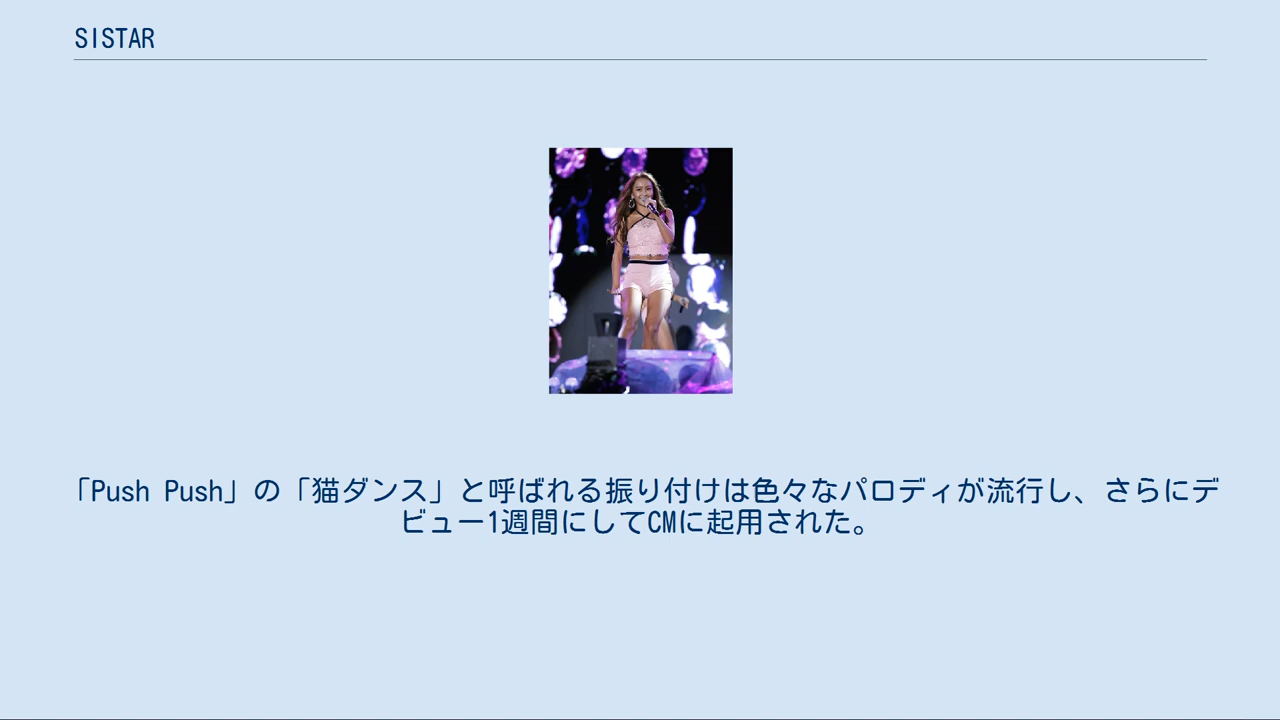 SISTAR
「Push Push」の「猫ダンス」と呼ばれる振り付けは色々なパロディが流行し、さらにデ
ビュー1週間にしてCMに起用された。